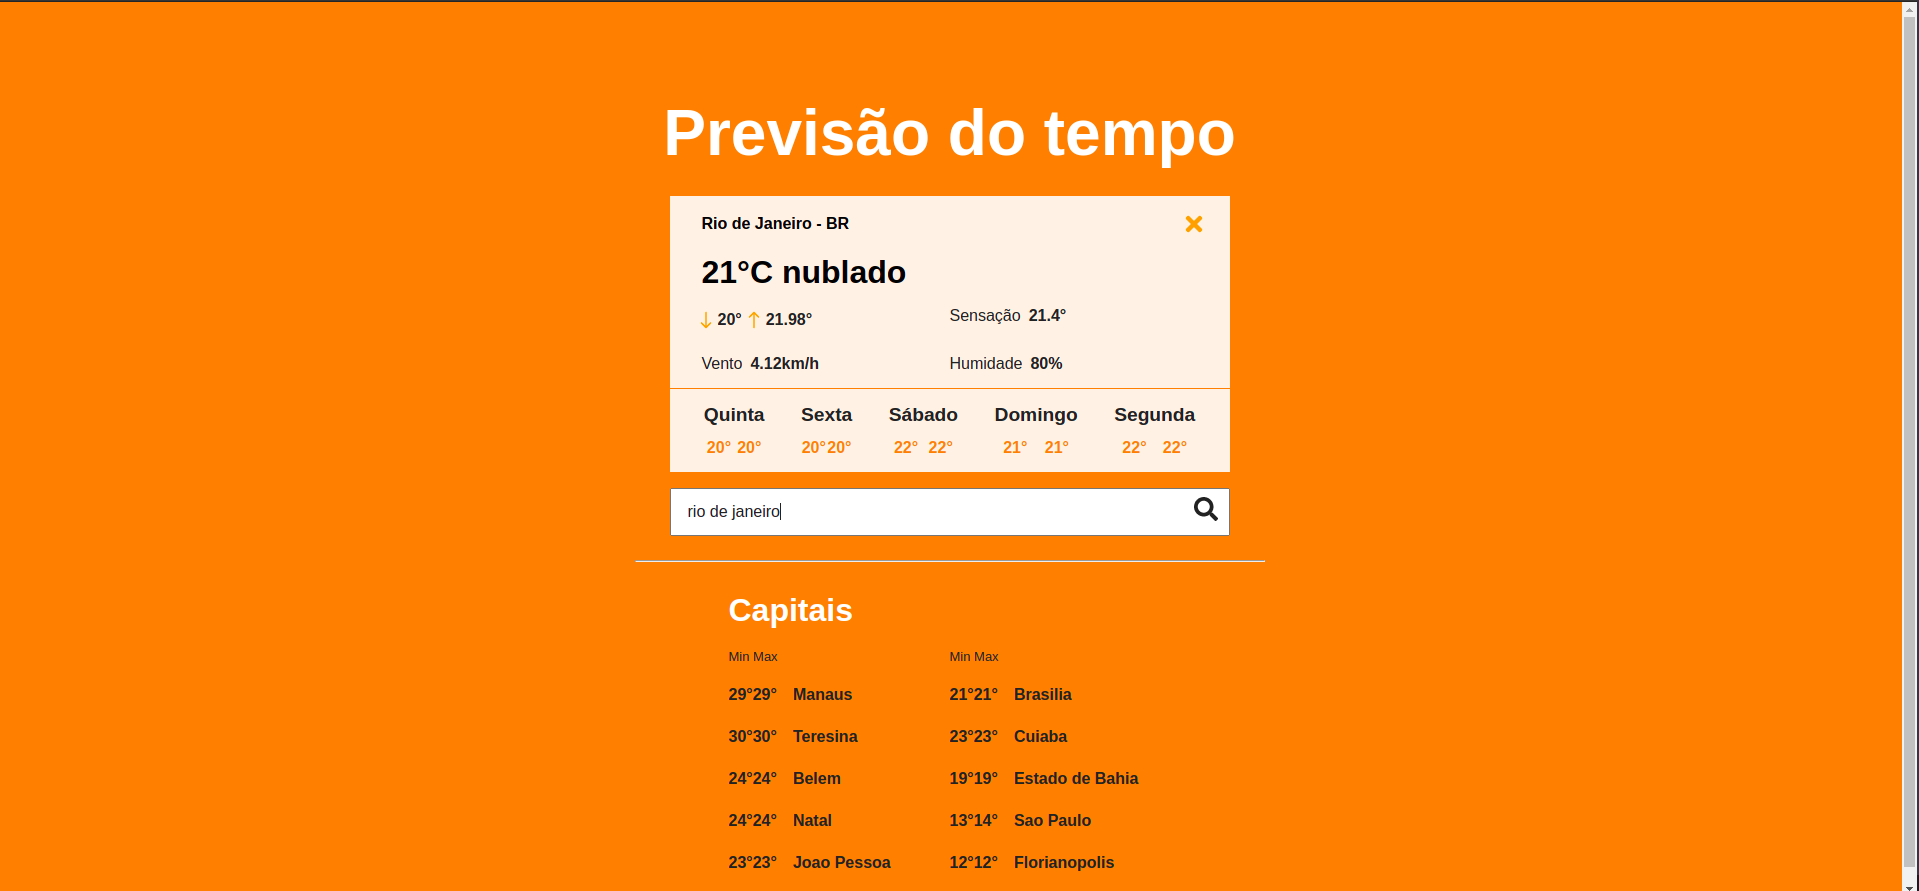 Previsão do tempo
Rio de Janeiro - BR
21°C nublado
20° 21.98° Sensação 21.4°
Vento 4.12km/h Humidade 80%
Quinta Sexta Sábado Domingo Segunda
20° 20° 20°20° 22° 22° 21° 21° 22° 22°
rio de janeiro
Capitais
Min Max Min Max
29°29° Manaus 21°21° Brasilia
30°30° Teresina 23°23° Cuiaba
24°24° Belem 19°19° Estado de Bahia
24°24° Natal 13°14° Sao Paulo
23°23° Joao Pessoa 12°12° Florianopolis